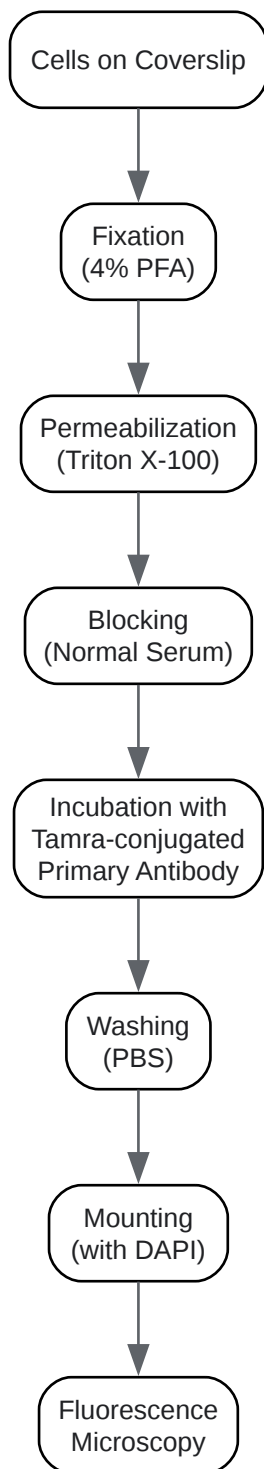 Cells on Coverslip
Fixation
(4% PFA)
Permeabilization
(Triton X-100)
Blocking
(Normal Serum)
Incubation with
Tamra-conjugated
Primary Antibody
Washing
(PBS)
Mounting
(with DAPI)
Fluorescence
Microscopy